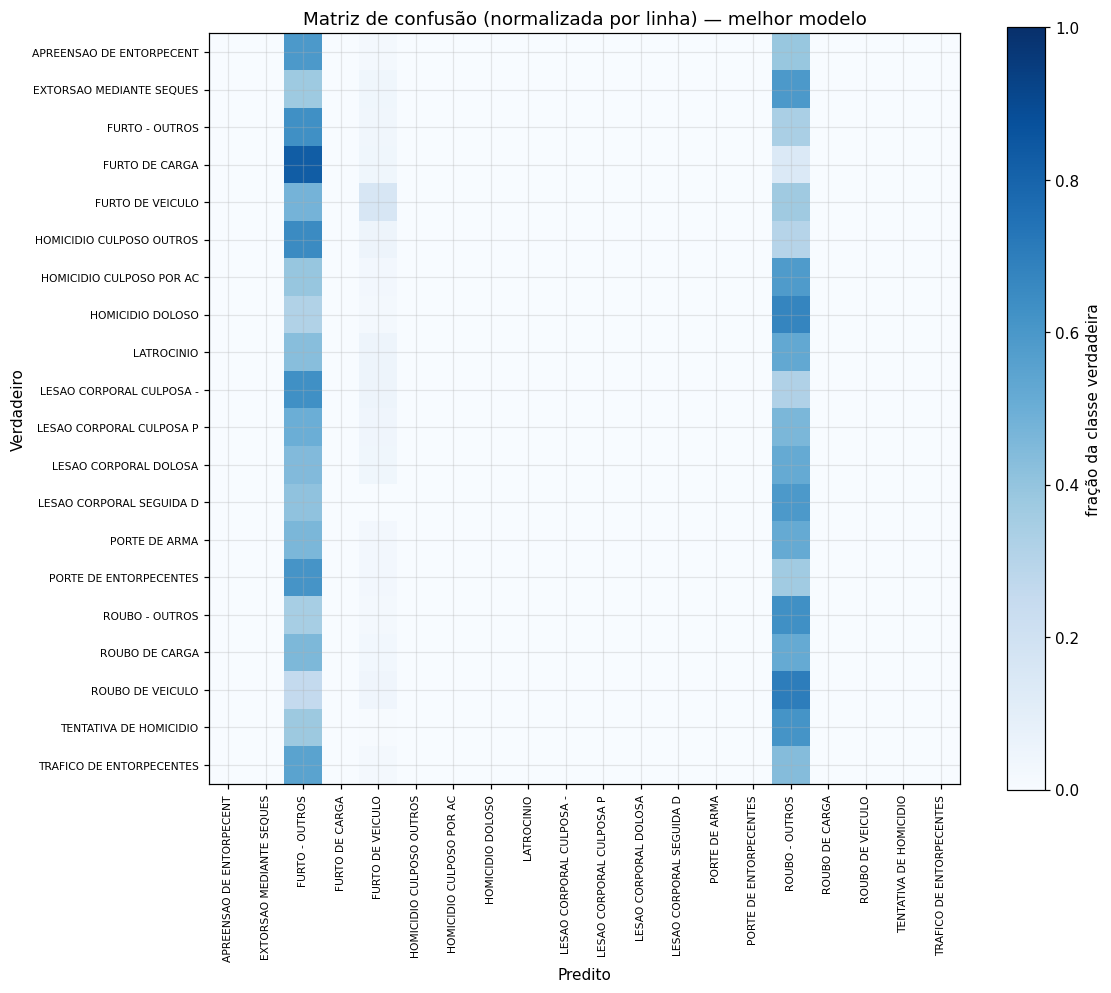 Matriz de confusão (normalizada por linha) — melhor modelo
Verdadeiro
APREENSAO DE ENTORPECENT
EXTORSAO MEDIANTE SEQUES
FURTO - OUTROS
FURTO DE CARGA
FURTO DE VEICULO
HOMICIDIO CULPOSO OUTROS
HOMICIDIO CULPOSO POR AC
HOMICIDIO DOLOSO
LATROCINIO
LESAO CORPORAL CULPOSA -
LESAO CORPORAL CULPOSA P
LESAO CORPORAL DOLOSA
LESAO CORPORAL SEGUIDA D
PORTE DE ARMA
PORTE DE ENTORPECENTES
ROUBO - OUTROS
ROUBO DE CARGA
ROUBO DE VEICULO
TENTATIVA DE HOMICIDIO
TRAFICO DE ENTORPECENTES
APREENSAO DE ENTORPECENT
EXTORSAO MEDIANTE SEQUES
FURTO - OUTROS
FURTO DE CARGA
FURTO DE VEICULO
HOMICIDIO CULPOSO OUTROS
HOMICIDIO CULPOSO POR AC
HOMICIDIO DOLOSO
LATROCINIO
LESAO CORPORAL CULPOSA -
LESAO CORPORAL CULPOSA P
LESAO CORPORAL DOLOSA
LESAO CORPORAL SEGUIDA D
PORTE DE ARMA
PORTE DE ENTORPECENTES
ROUBO - OUTROS
ROUBO DE CARGA
ROUBO DE VEICULO
TENTATIVA DE HOMICIDIO
TRAFICO DE ENTORPECENTES
Predito
1.0
0.8
0.6
0.4
0.2
0.0
fração da classe verdadeira